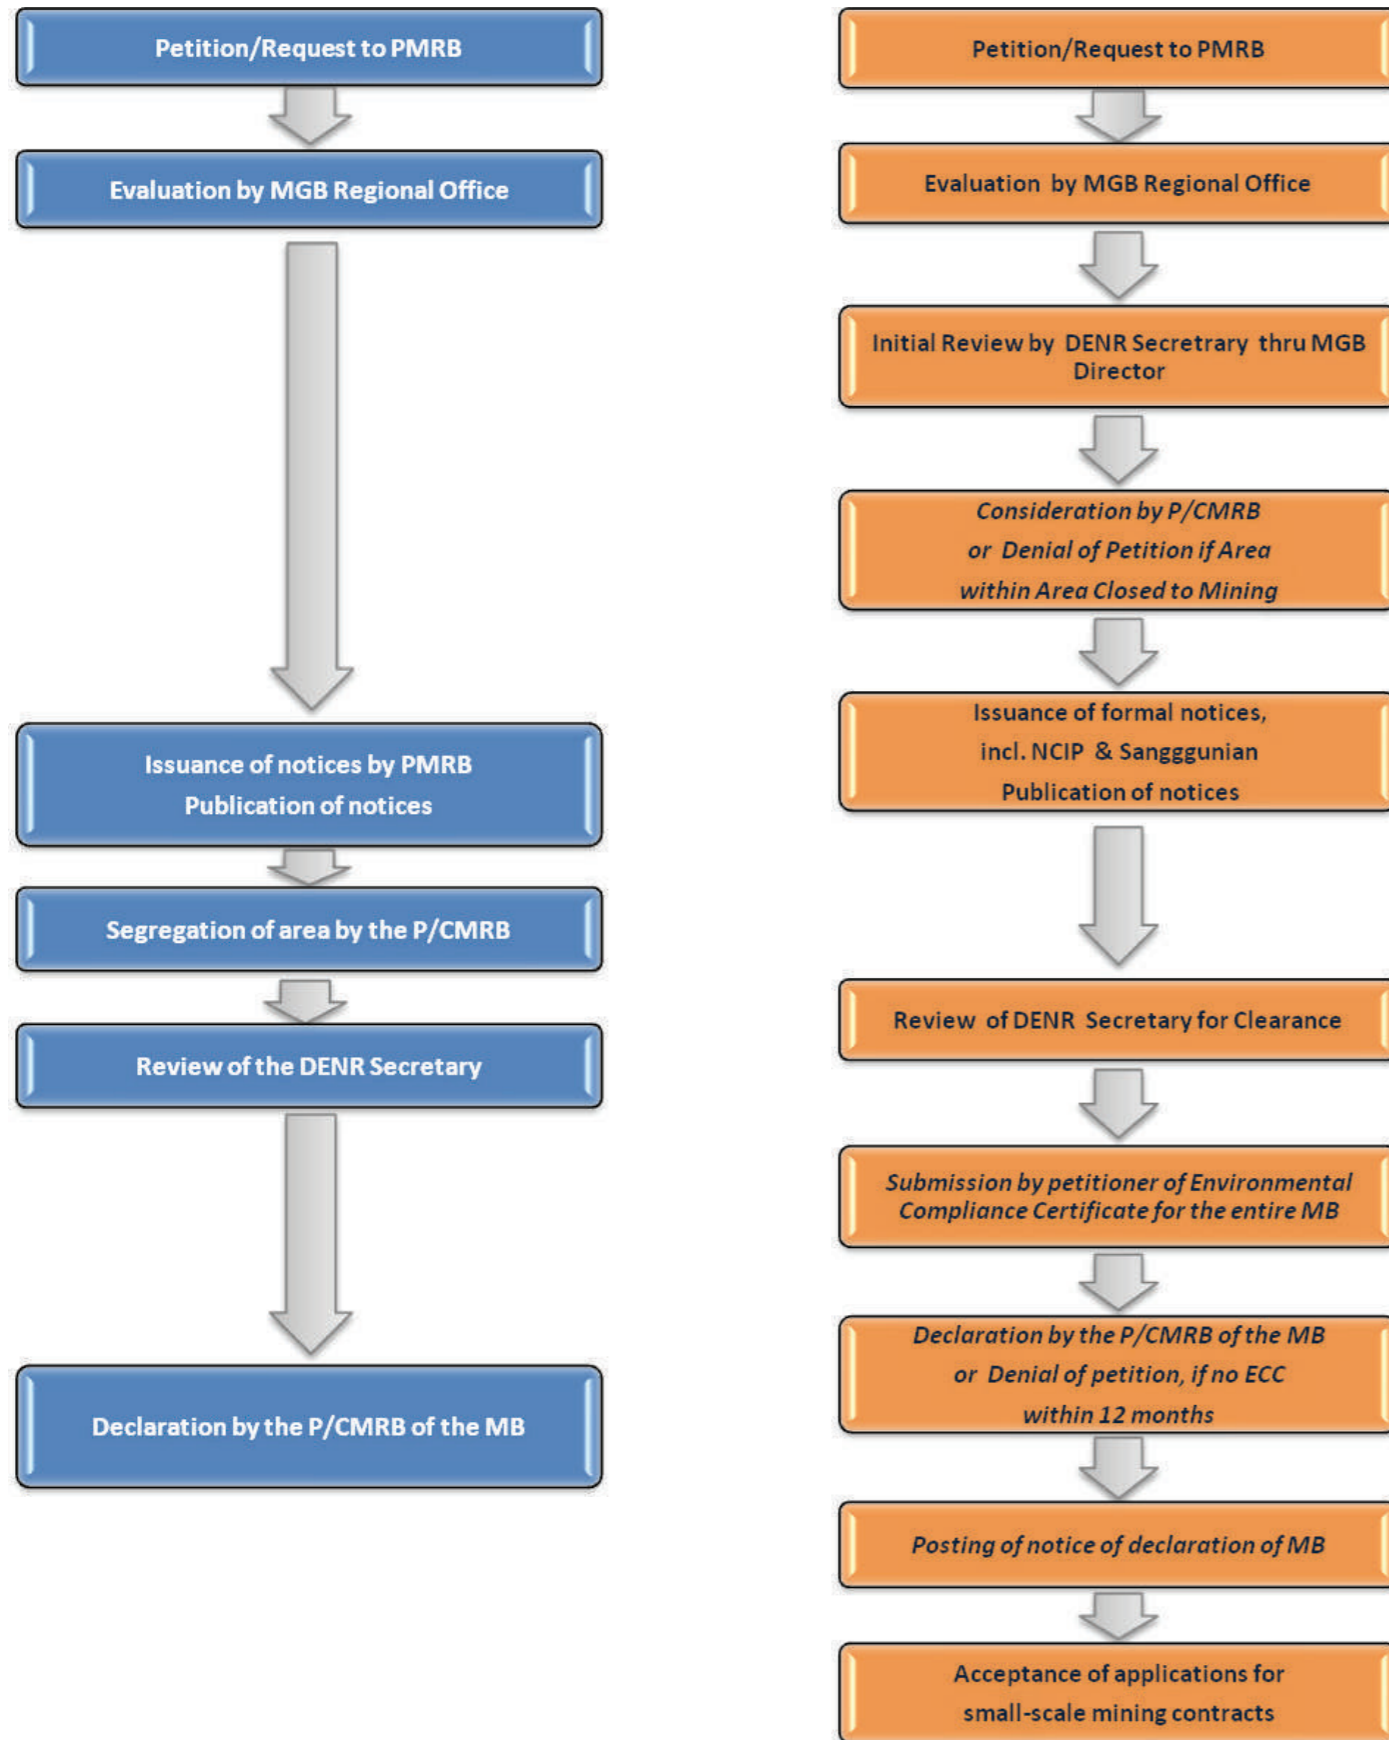 Petition/Request to PMRB
Evaluation by MGB Regional Office
Issuance of notices by PMRB
Publication of notices
Segregation of area by the P/CMRB
Review of the DENR Secretary
Declaration by the P/CMRB of the MB
Petition/Request to PMRB
Evaluation by MGB Regional Office
Initial Review by DENR Secretrary thru MGB
Director
Consideration by P/CMRB
or Denial of Petition if Area
within Area Closed to Mining
Issuance of formal notices,
incl. NCIP & Sangggunian
Publication of notices
Review of DENR Secretary for Clearance
Submission by petitioner of Environmental
Compliance Certificate for the entire MB
Declaration by the P/CMRB of the MB
or Denial of petition, if no ECC
within 12 months
Posting of notice of declaration of MB
Acceptance of applications for
small-scale mining contracts